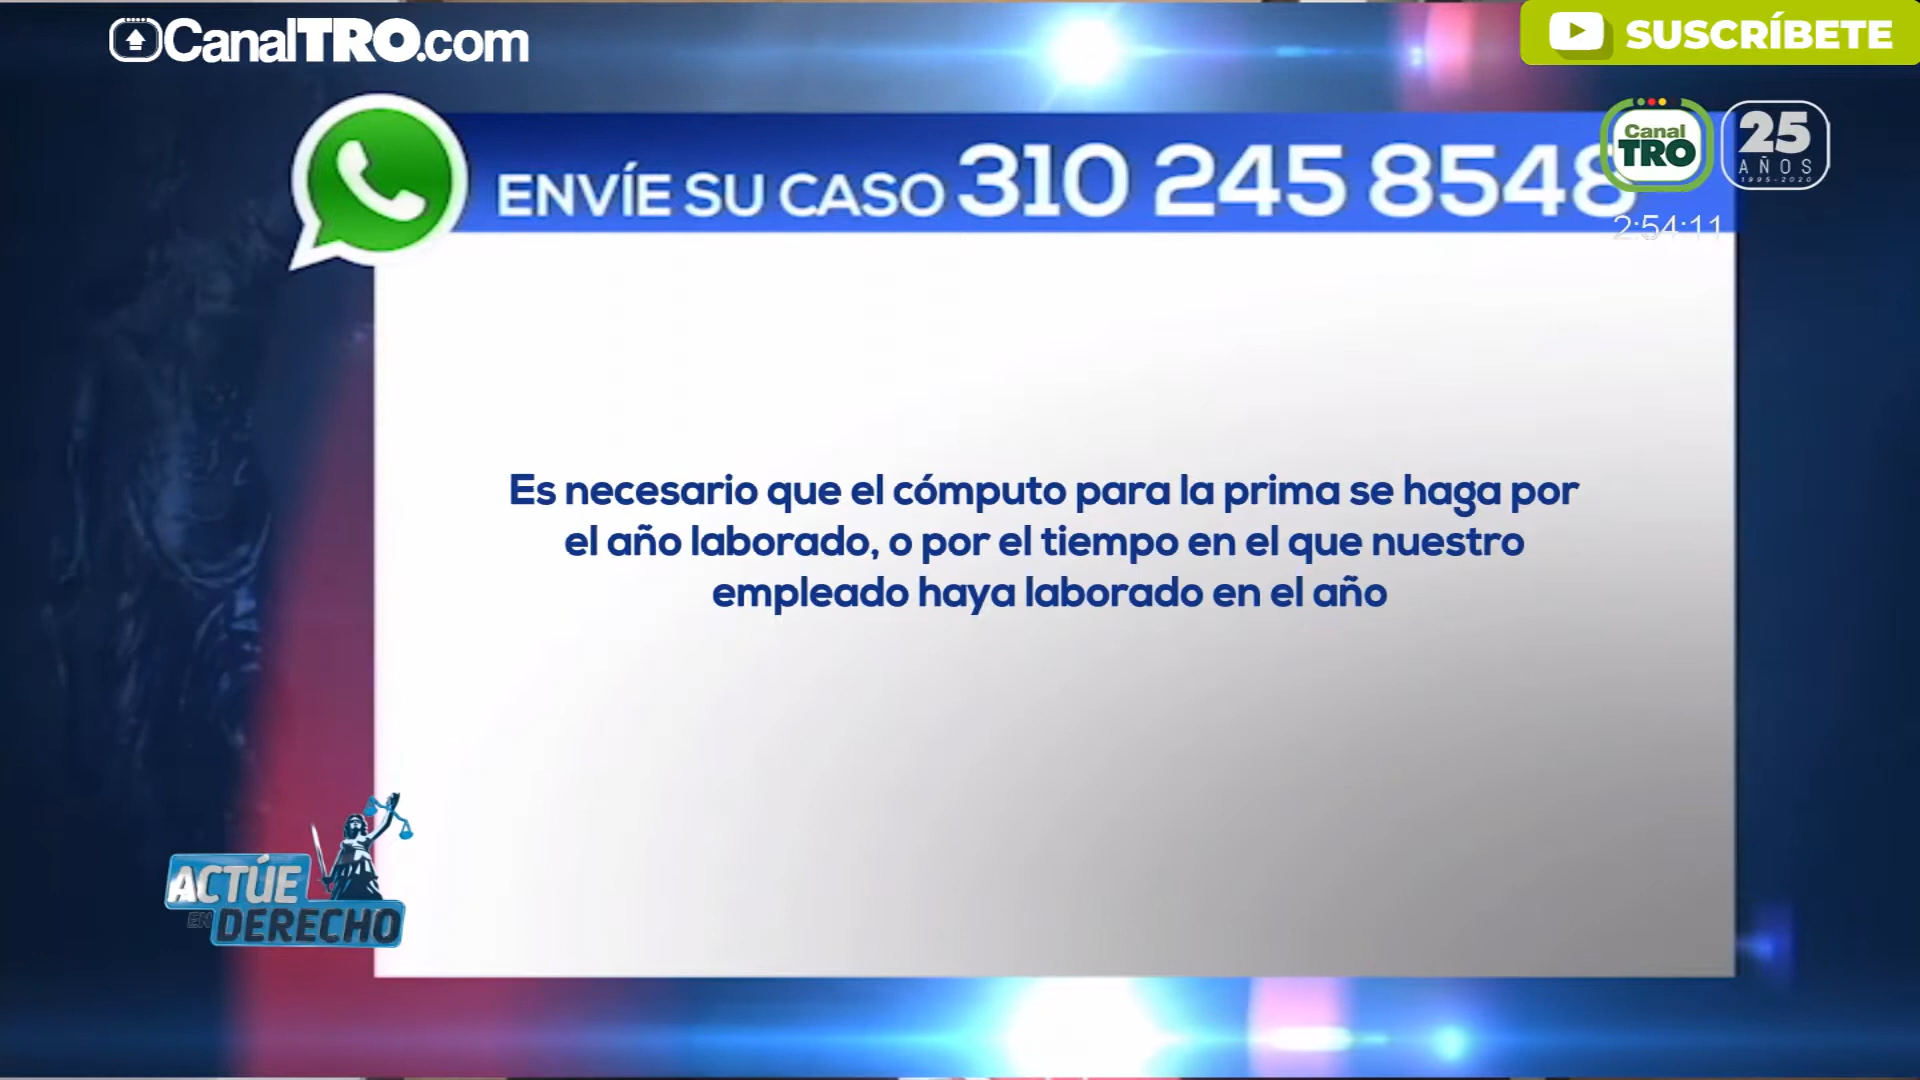 CanalTRO.com
SUSCRÍBETE
Canal
TRO
25
AÑOS
1995-2020
ENVÍE SU CASO 310 245 8548
2:54:11
Es necesario que el cómputo para la prima se haga por
el año laborado, o por el tiempo en el que nuestro
empleado haya laborado en el año
ACTÚE
EN DERECHO